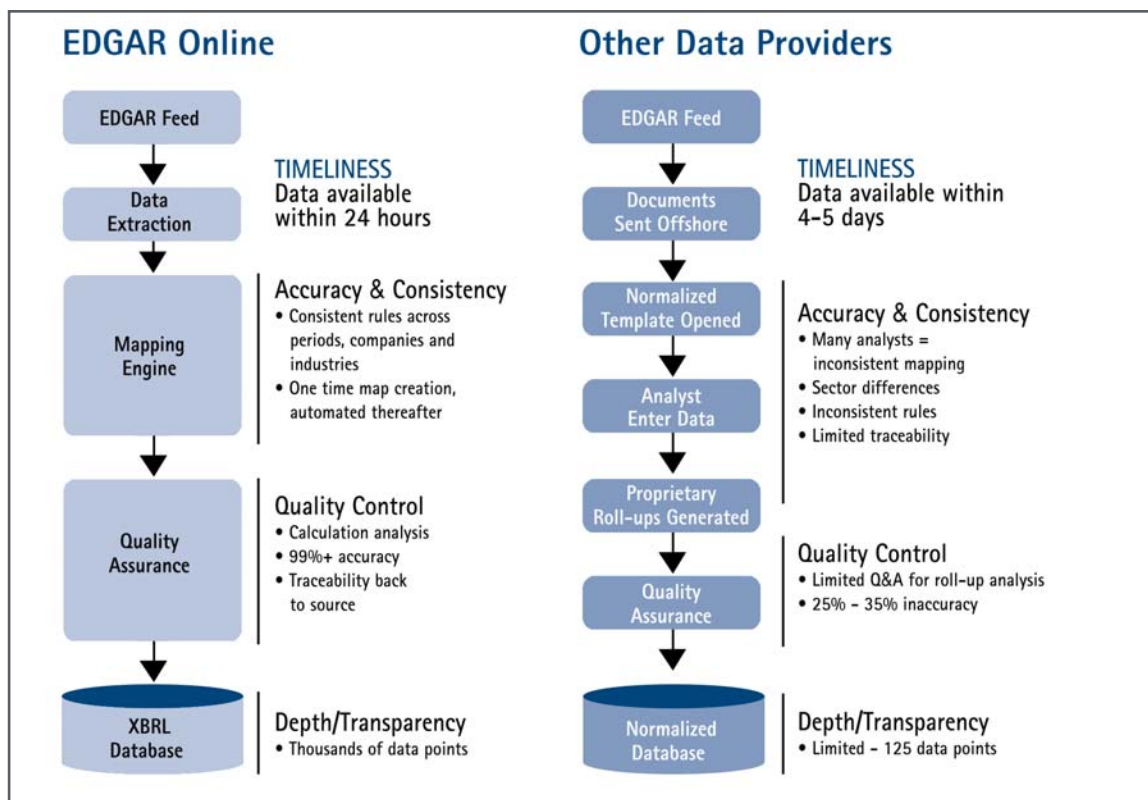 EDGAR Online
EDGAR Feed
Data
Extraction
TIMELINESS
Data available
within 24 hours
Mapping
Engine
Accuracy & Consistency
• Consistent rules across
periods, companies and
industries
• One time map creation,
automated thereafter
Quality
Assurance
Quality Control
• Calculation analysis
• 99%+ accuracy
• Traceability back
to source
XBRL
Database
Depth/Transparency
• Thousands of data points
Other Data Providers
EDGAR Feed
Documents
Sent Offshore
TIMELINESS
Data available within
4-5 days
Normalized
Template Opened
Analyst
Enter Data
Proprietary
Roll-ups Generated
Accuracy & Consistency
• Many analysts =
inconsistent mapping
• Sector differences
• Inconsistent rules
• Limited traceability
Quality
Assurance
Quality Control
• Limited Q&A for roll-up analysis
• 25% - 35% inaccuracy
Normalized
Database
Depth/Transparency
• Limited - 125 data points